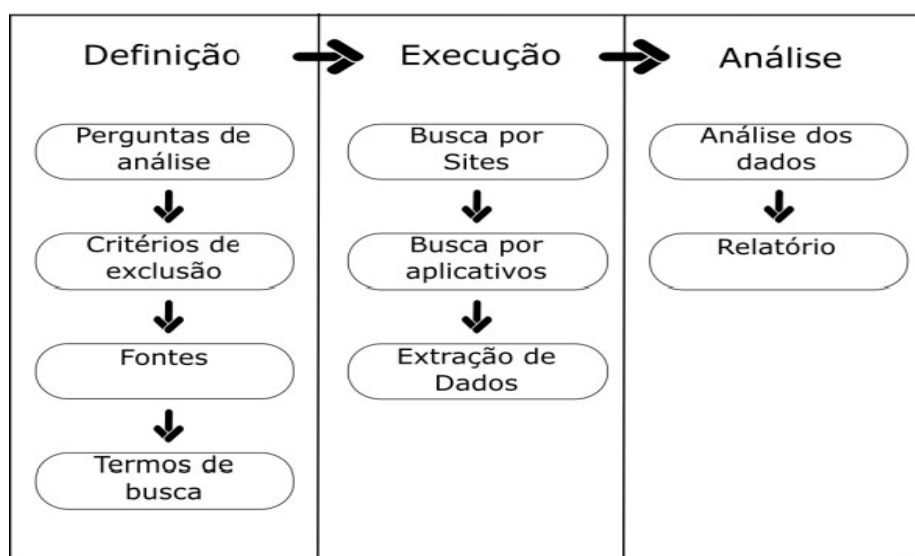 Definição
Perguntas de
análise
Critérios de
exclusão
Fontes
Termos de
busca
Execução
Busca por
Sites
Busca por
aplicativos
Extração de
Dados
Análise
Análise dos
dados
Relatório